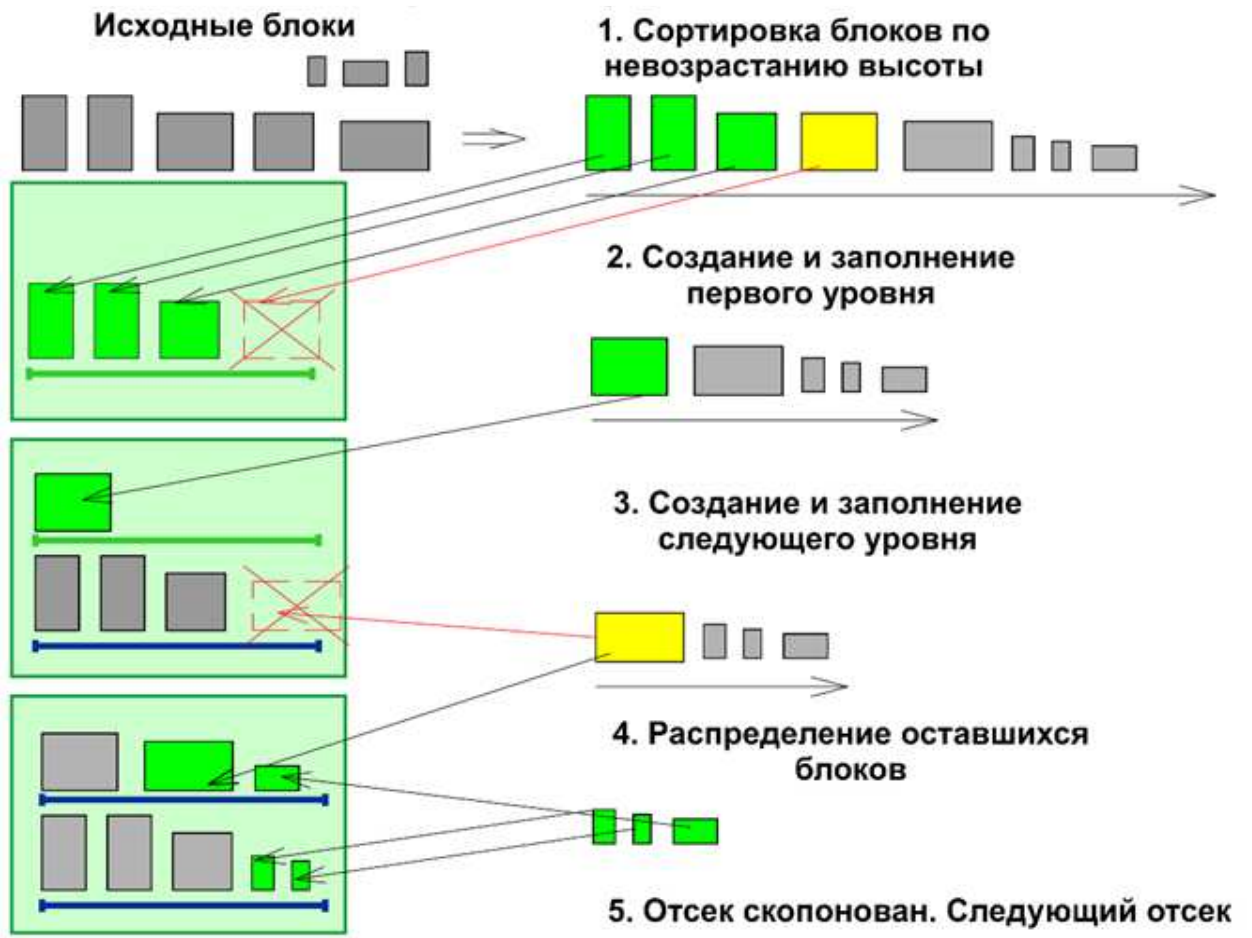 Исходные блоки
1. Сортировка блоков по
невозрастанию высоты
2. Создание и заполнение
первого уровня
3. Создание и заполнение
следующего уровня
4. Распределение оставшихся
блоков
5. Отсек скопонован. Следующий отсек